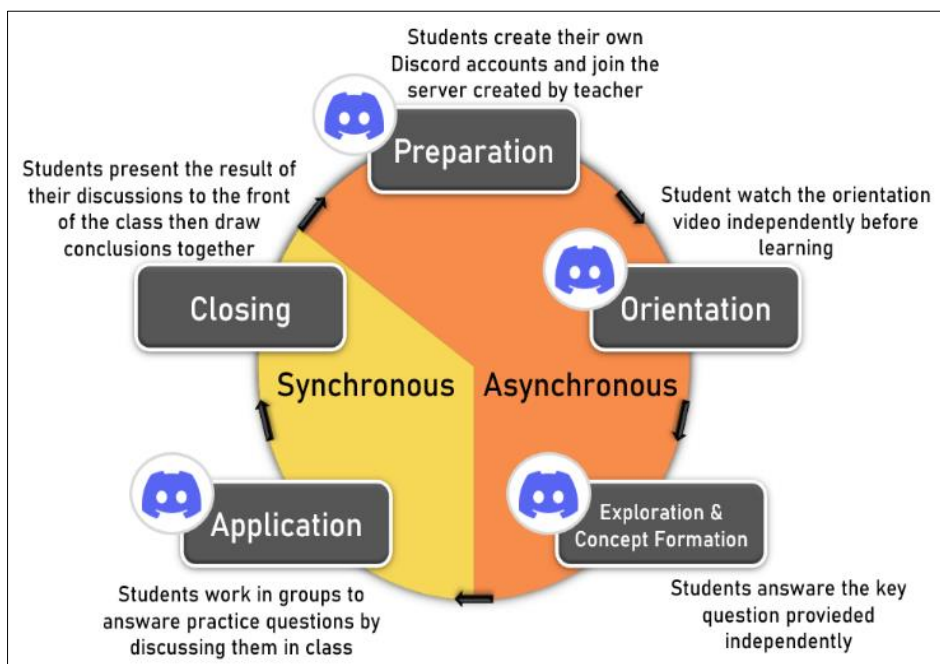 Students create their own
Discord accounts and join the
server created by teacher
Preparation
Student watch the orientation
video independently before
learning
Orientation
Asynchronous
Exploration &
Concept Formation
Students answare the key
question provieded
independently
Synchronous
Application
Students work in groups to
answare practice questions by
discussing them in class
Closing
Students present the result of
their discussions to the front
of the class then draw
conclusions together